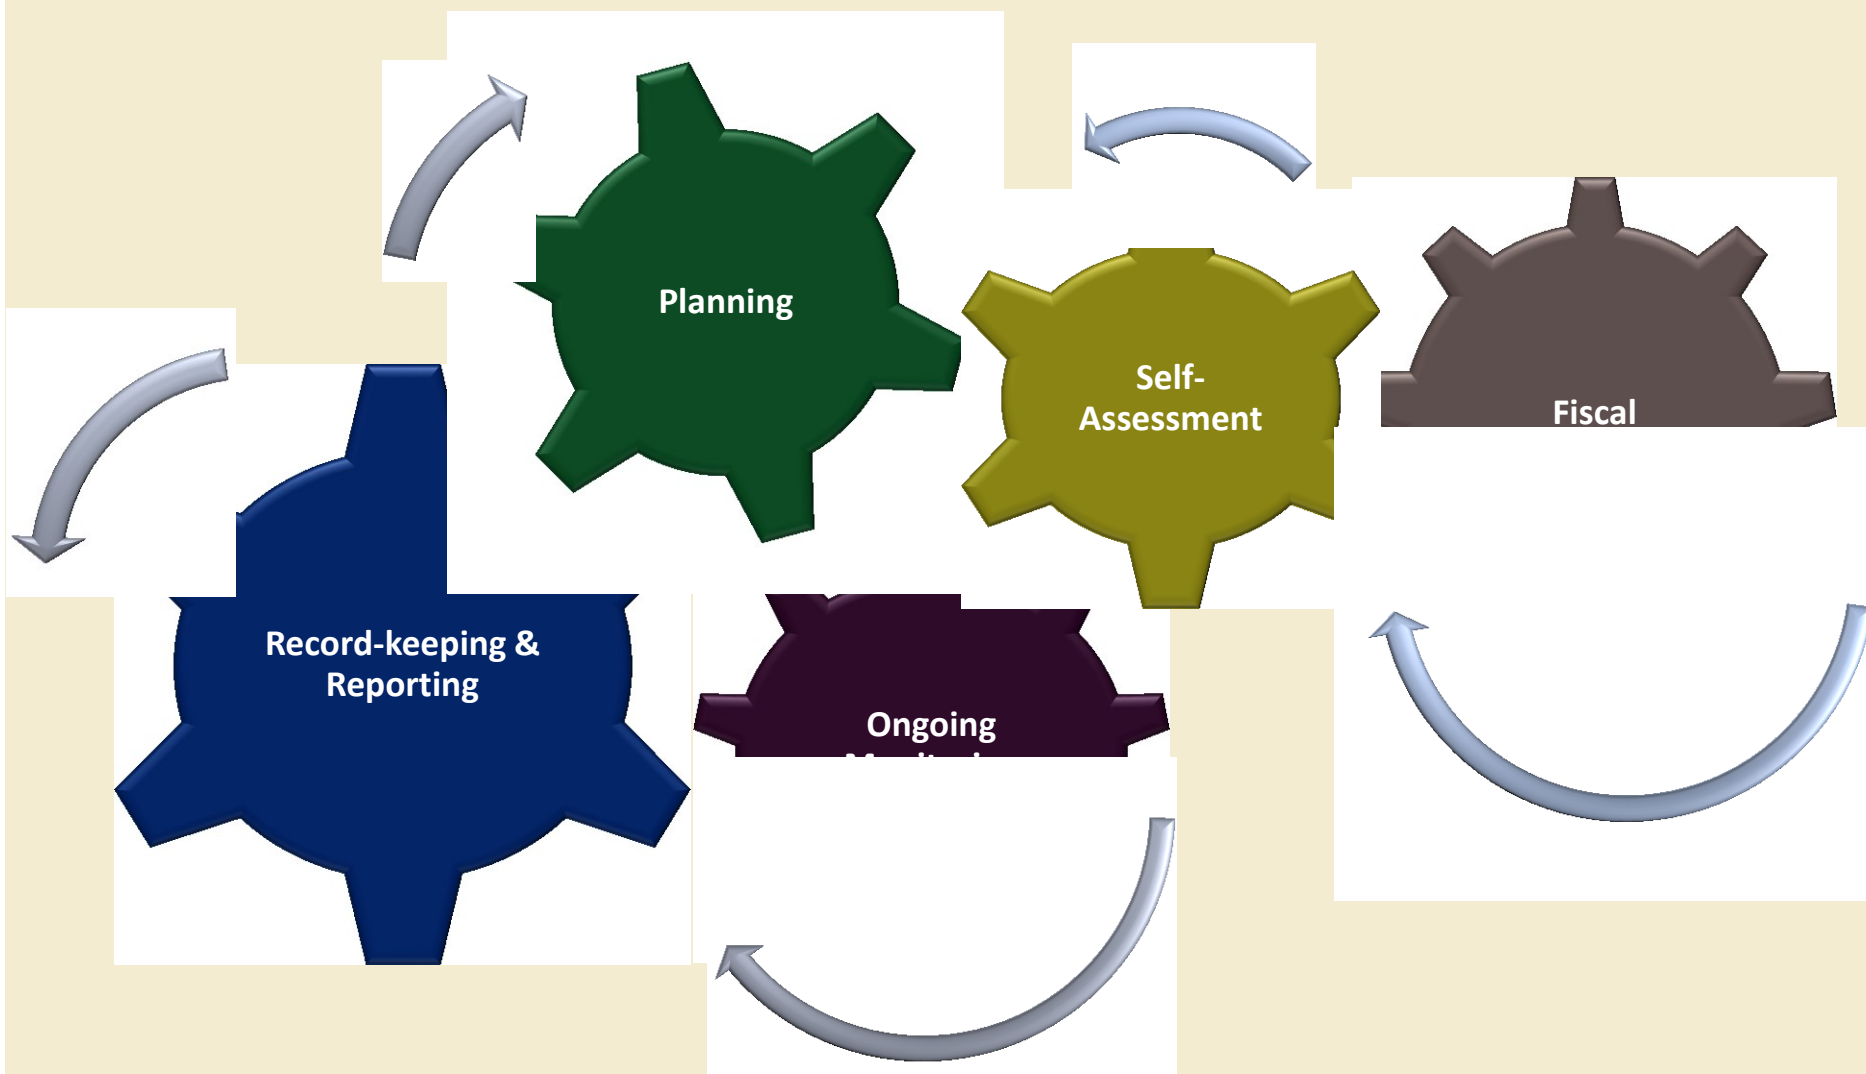 Planning
Self-
Assessment
Fiscal
Record-keeping &
Reporting
Ongoing